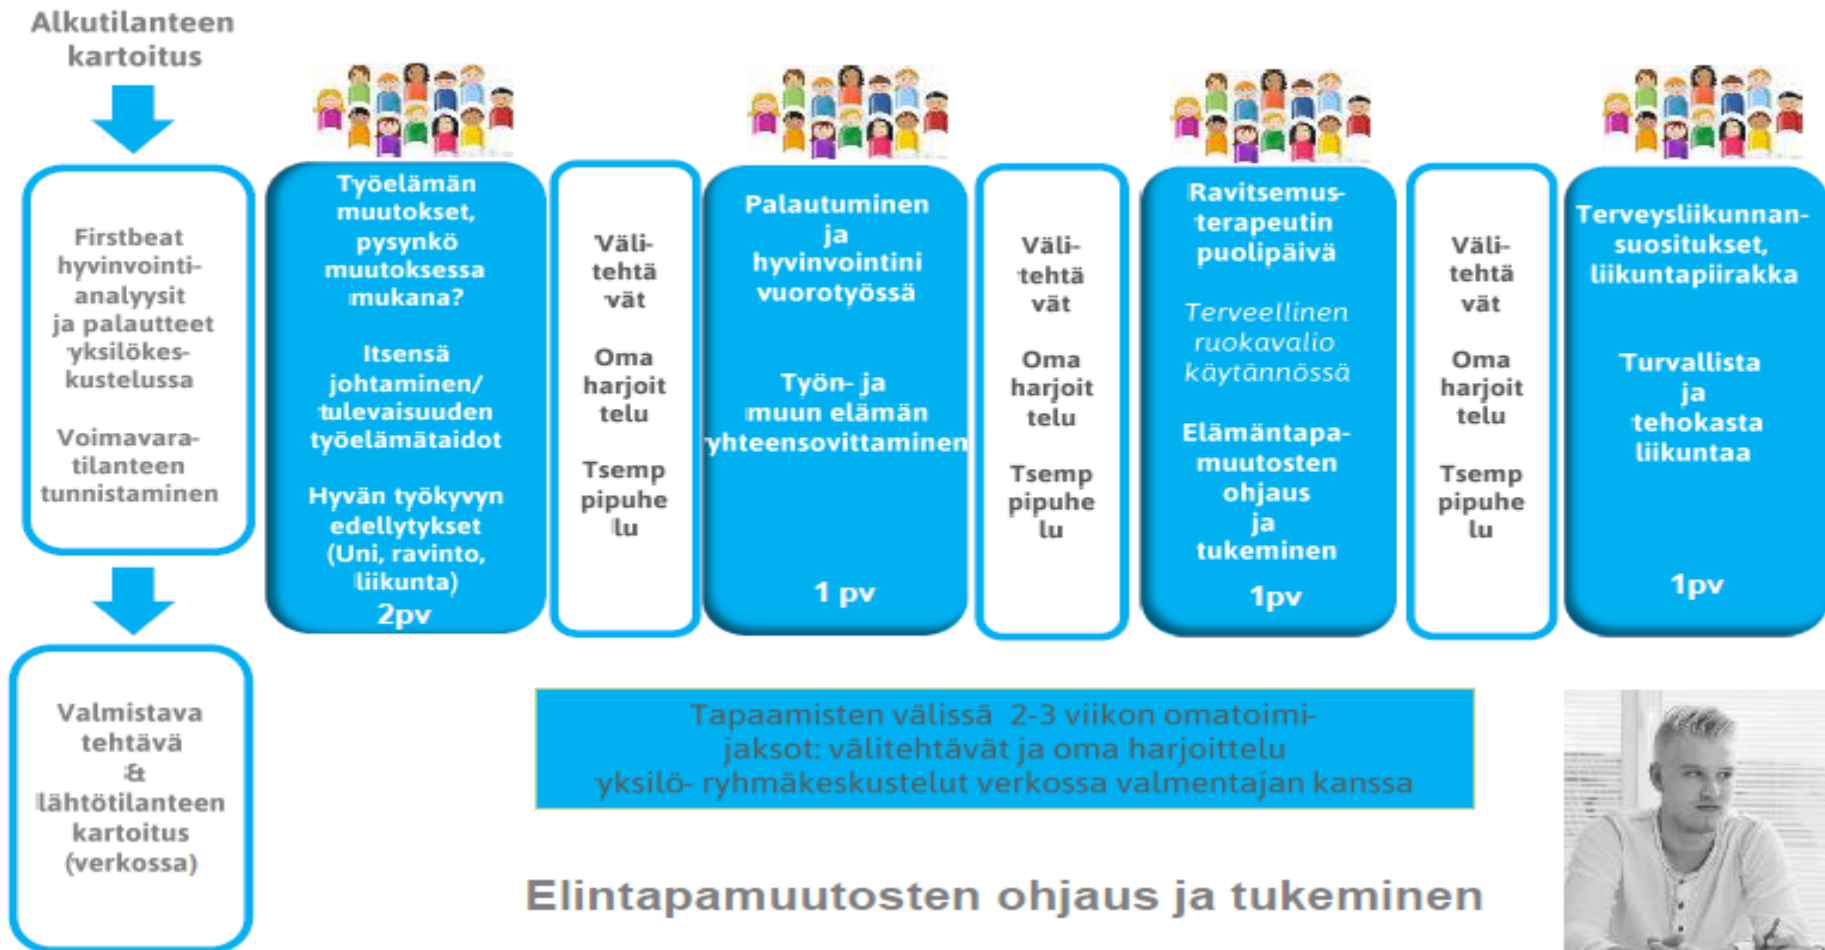 Alkutilanteen
kartoitus
Firstbeat
hyvinvointi-
analyysit
ja palautteet
yksilökes-
kustelussa
Voimavara-
tilanteen
tunnistaminen
Valmistava
tehtävä
&
lähtötilanteen
kartoitus
(verkossa)
Työelämän
muutokset,
pysynkö
muutoksessa
mukana?
Itsensä
johtaminen/
tulevaisuuden
työelämätaidot
Hyvän työkyvyn
edellytykset
(Uni, ravinto,
liikunta)
2pv
Väli-
tehtä
vät
Oma
harjoit
telu
Tsemp
pipuhe
lu
Palautuminen
ja
hyvinvointini
vuorotyössä
Työn- ja
muun elämän
yhteensovittaminen
1 pv
Väli-
tehtä
vät
Oma
harjoit
telu
Tsemp
pipuhe
lu
Ravitsemus-
terapeutin
puolipäivä
Terveellinen
ruokavalio
käytännössä
Elämäntapa-
muutosten
ohjaus
ja
tukeminen
1pv
Väli-
tehtä
vät
Oma
harjoit
telu
Tsemp
pipuhe
lu
Terveysliikunnan-
suositukset,
liikuntapiirakka
Turvallista
ja
tehokasta
liikuntaa
1pv
Tapaamisten välissä 2-3 viikon omatoimi-
jaksot: välitehtävät ja oma harjoittelu
yksilö- ryhmäkeskustelut verkossa valmentajan kanssa
Elintapamuutosten ohjaus ja tukeminen